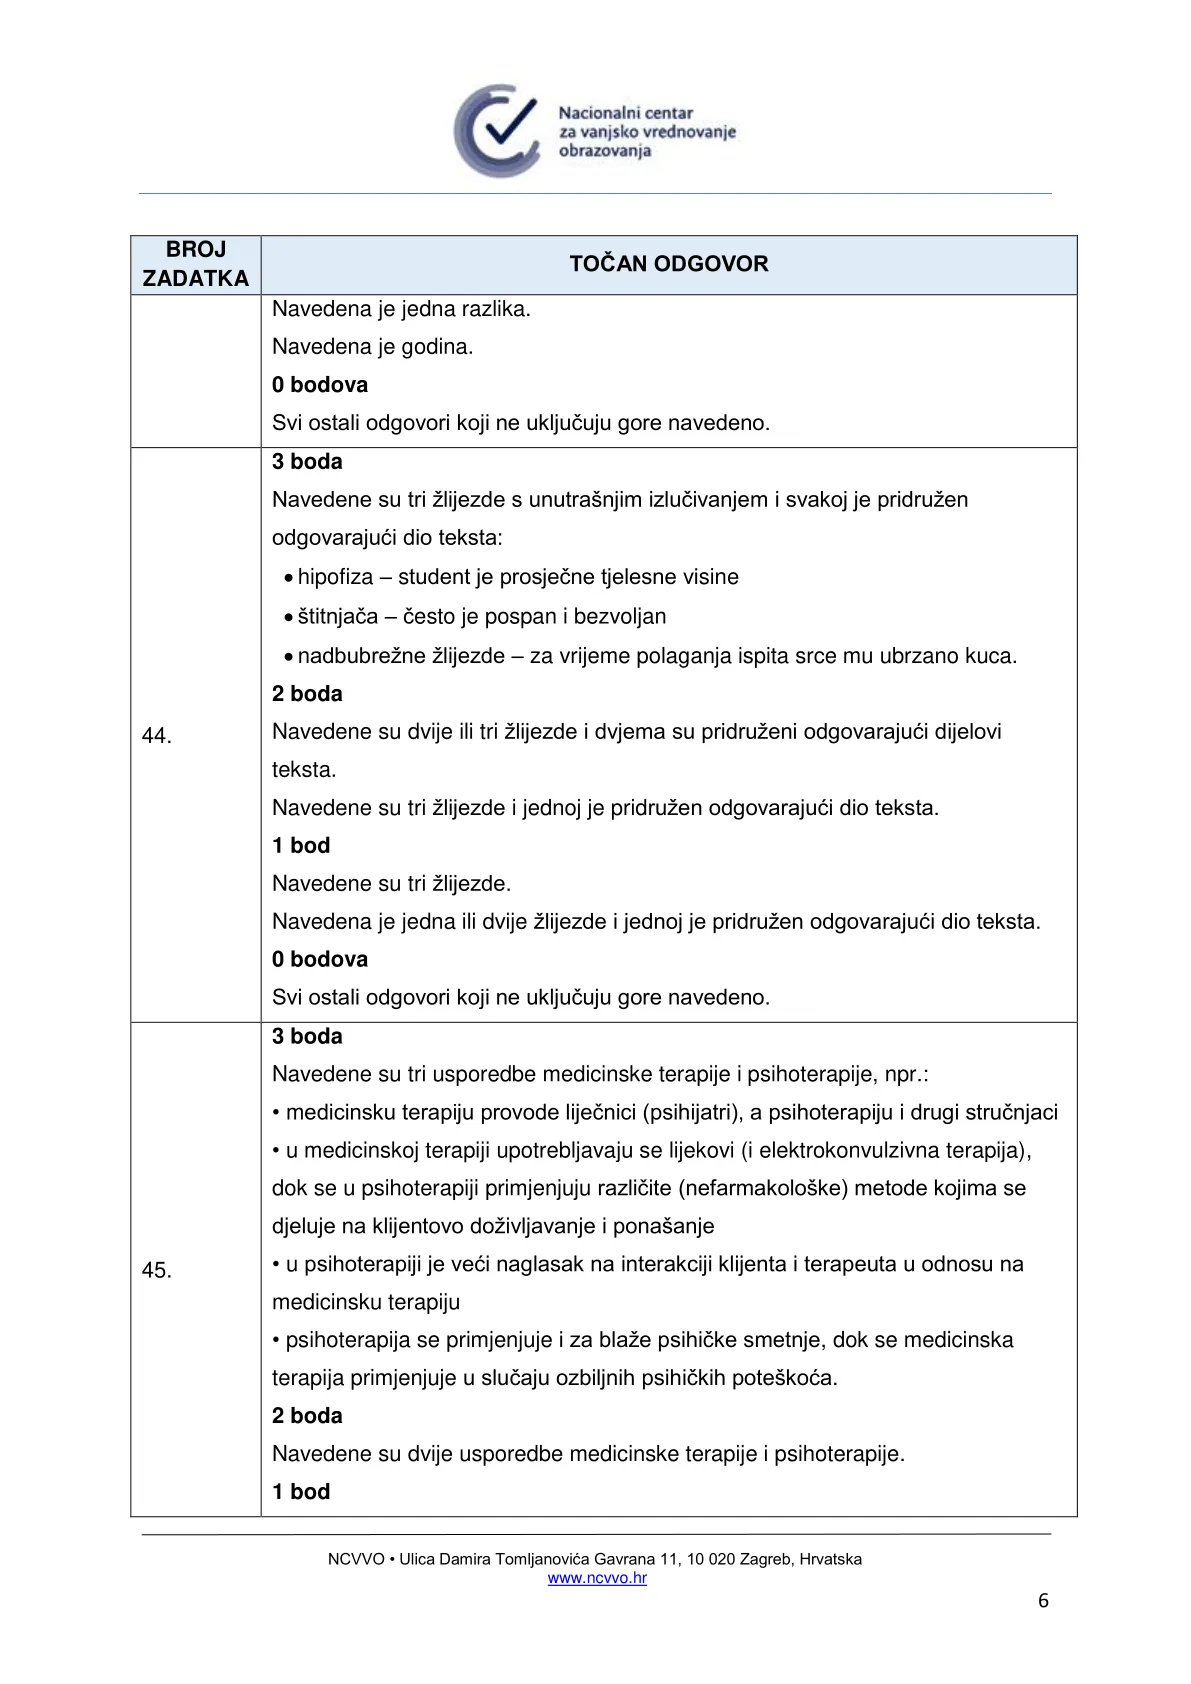 Nacionalni centar
za vanjsko vrednovanje
obrazovanja
BROJ
ZADATKA
TOČAN ODGOVOR
Navedena je jedna razlika.
Navedena je godina.
0 bodova
Svi ostali odgovori koji ne uključuju gore navedeno.
44.
3 boda
Navedene su tri žlijezde s unutrašnjim izlučivanjem i svakoj je pridružen
odgovarajući dio teksta:
• hipofiza – student je prosječne tjelesne visine
• štitnjača – često je pospan i bezvoljan
• nadbubrežne žlijezde – za vrijeme polaganja ispita srce mu ubrzano kuca.
2 boda
Navedene su dvije ili tri žlijezde i dvjema su pridruženi odgovarajući dijelovi
teksta.
Navedene su tri žlijezde i jednoj je pridružen odgovarajući dio teksta.
1 bod
Navedene su tri žlijezde.
Navedena je jedna ili dvije žlijezde i jednoj je pridružen odgovarajući dio teksta.
0 bodova
Svi ostali odgovori koji ne uključuju gore navedeno.
45.
3 boda
Navedene su tri usporedbe medicinske terapije i psihoterapije, npr.:
• medicinsku terapiju provode liječnici (psihijatri), a psihoterapiju i drugi stručnjaci
• u medicinskoj terapiji upotrebljavaju se lijekovi (i elektrokonvulzivna terapija),
dok se u psihoterapiji primjenjuju različite (nefarmakološke) metode kojima se
djeluje na klijentovo doživljavanje i ponašanje
• u psihoterapiji je veći naglasak na interakciji klijenta i terapeuta u odnosu na
medicinsku terapiju
• psihoterapija se primjenjuje i za blaže psihičke smetnje, dok se medicinska
terapija primjenjuje u slučaju ozbiljnih psihičkih poteškoća.
2 boda
Navedene su dvije usporedbe medicinske terapije i psihoterapije.
1 bod
NCVVO • Ulica Damira Tomljanovića Gavrana 11, 10 020 Zagreb, Hrvatska
www.ncvvo.hr
6